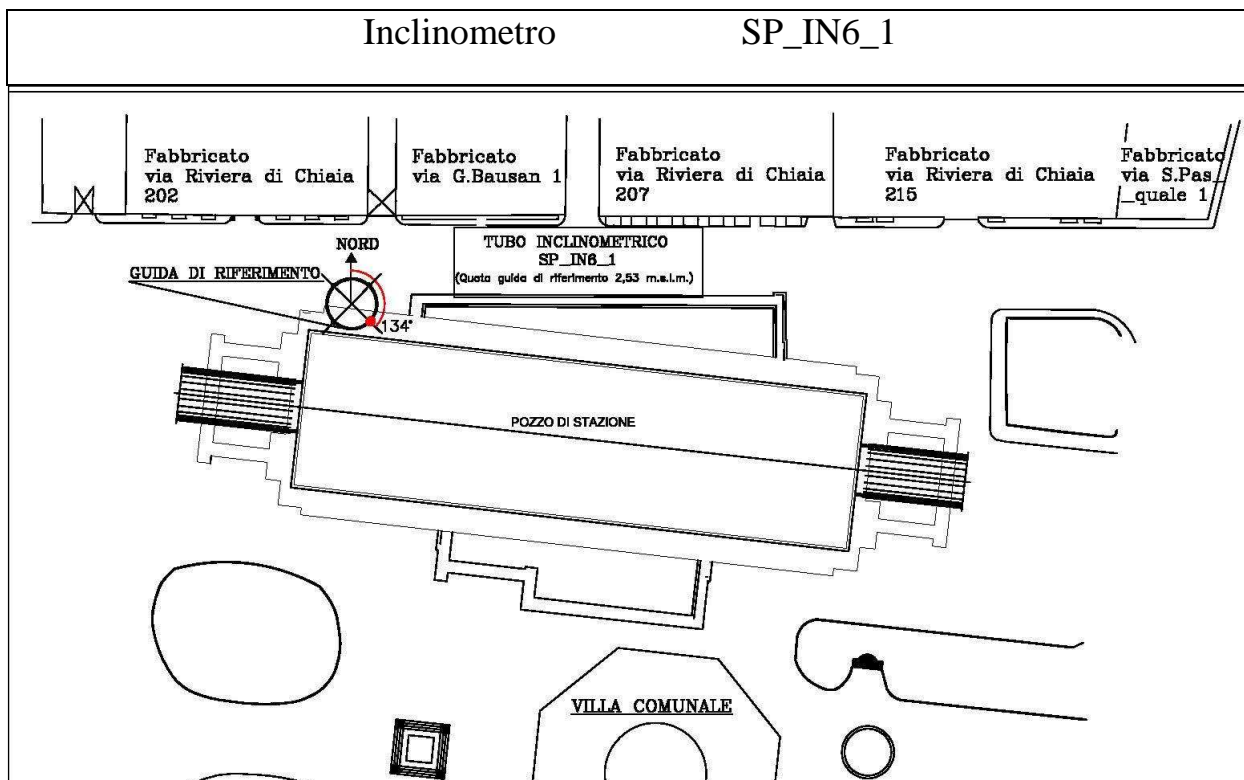 Inclinometro SP_IN6_1
Fabbricato
via Riviera di Chiaia
202
Fabbricato
via G.Bausan 1
Fabbricato
via Riviera di Chiaia
207
Fabbricato
via Riviera di Chiaia
215
Fabbricato
via S.Pas
_quale 1
NORD
GUIDA DI RIFERIMENTO
134°
TUBO INCLINOMETRICO
SP_IN6_1
(Quota guida di riferimento 2,53 m.s.l.m.)
POZZO DI STAZIONE
VILLA COMUNALE